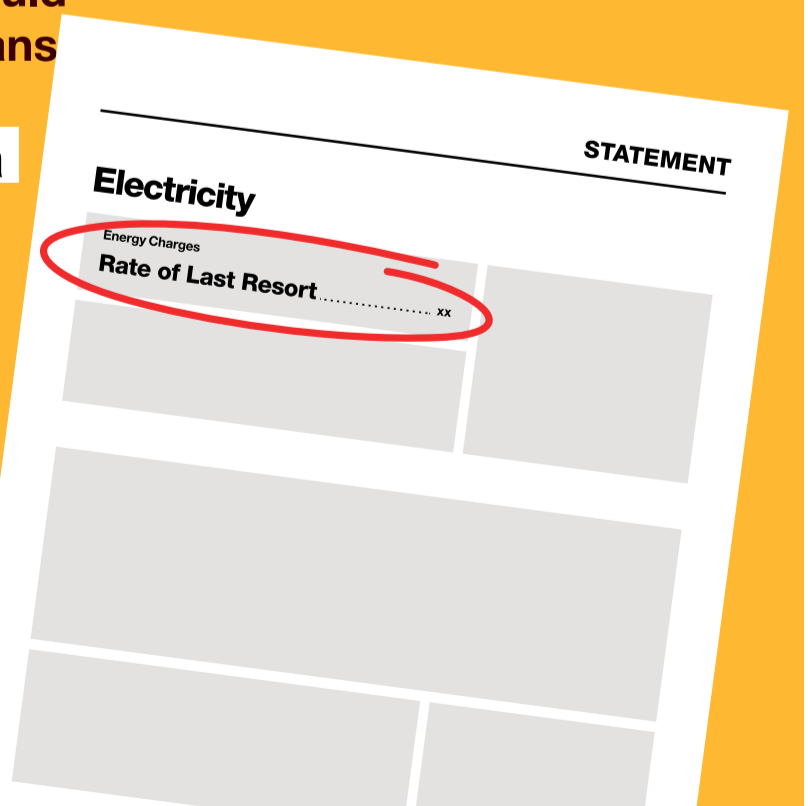 STATEMENT
Electricity
Energy Charges
Rate of Last Resort.......................... xx